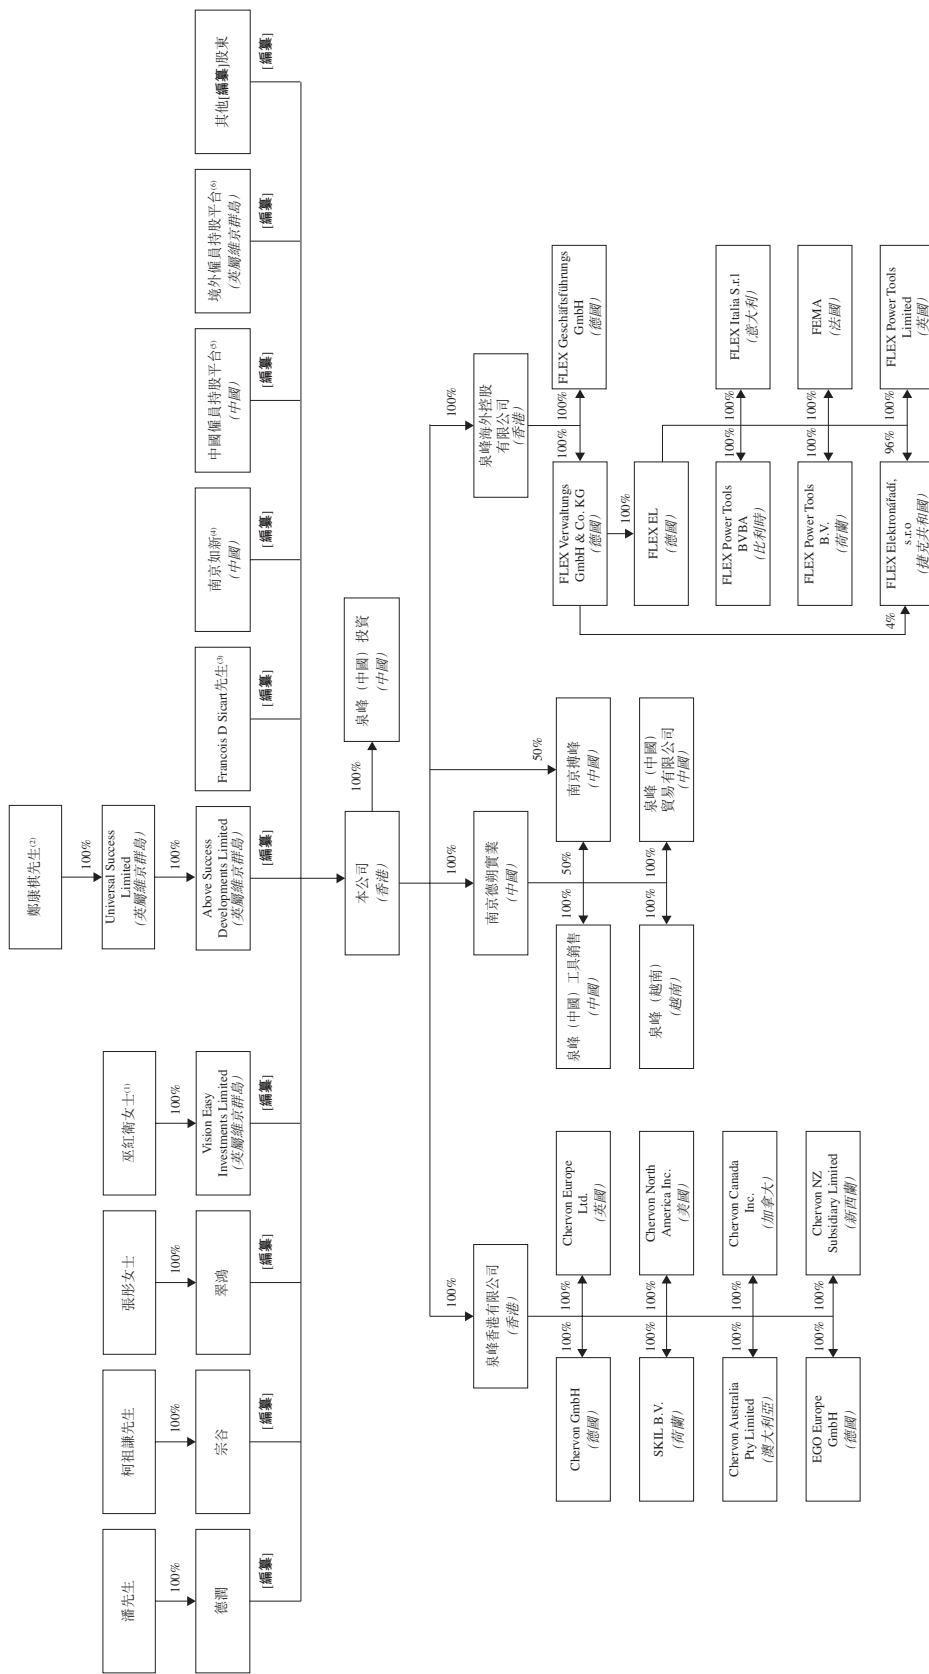 潘先生
100%
德潤
[編纂]
柯祖謙先生
100%
宗谷
[編纂]
張彤女士
100%
翠鴻
[編纂]
巫紅衛女士(1)
100%
Vision Easy
Investments Limited
(英屬維京群島)
[編纂]
鄭康棋先生(2)
100%
Universal Success
Limited
(英屬維京群島)
100%
Above Success
Developments Limited
(英屬維京群島)
[編纂]
Francois D Sicart先生(3)
[編纂]
南京如新(4)
(中國)
[編纂]
中國僱員持股平台(5)
(中國)
[編纂]
境外僱員持股平台(6)
(英屬維京群島)
[編纂]
其他[編纂]股東
[編纂]
本公司
(香港)
100%
泉峰（中國）投資
(中國)
100%
泉峰香港有限公司
(香港)
100%
南京德朔實業
(中國)
50%
100%
泉峰海外控股
有限公司
(香港)
Chervon GmbH
(德國)
100%
100%
Chervon Europe
Ltd.
(英國)
SKIL B.V.
(荷蘭)
100%
100%
Chervon North
America Inc.
(美國)
Chervon Australia
Pty Limited
(澳大利亞)
100%
100%
Chervon Canada
Inc.
(加拿大)
EGO Europe
GmbH
(德國)
100%
100%
Chervon NZ
Subsidiary Limited
(新西蘭)
泉峰（中國）工具銷售
(中國)
100%
50%
南京搏峰
(中國)
泉峰（越南）
(越南)
100%
100%
泉峰（中國）
貿易有限公司
(中國)
FLEX Verwaltungs
GmbH & Co. KG
(德國)
100%
100%
FLEX Geschäftsführungs
GmbH
(德國)
100%
FLEX EL
(德國)
FLEX Power Tools
BVBA
(比利時)
100%
100%
FLEX Italia S.r.l
(意大利)
FLEX Power Tools
B.V.
(荷蘭)
100%
100%
FEMA
(法國)
4%
FLEX Elektronářadí,
s.r.o
(捷克共和國)
96%
100%
FLEX Power Tools
Limited
(英國)